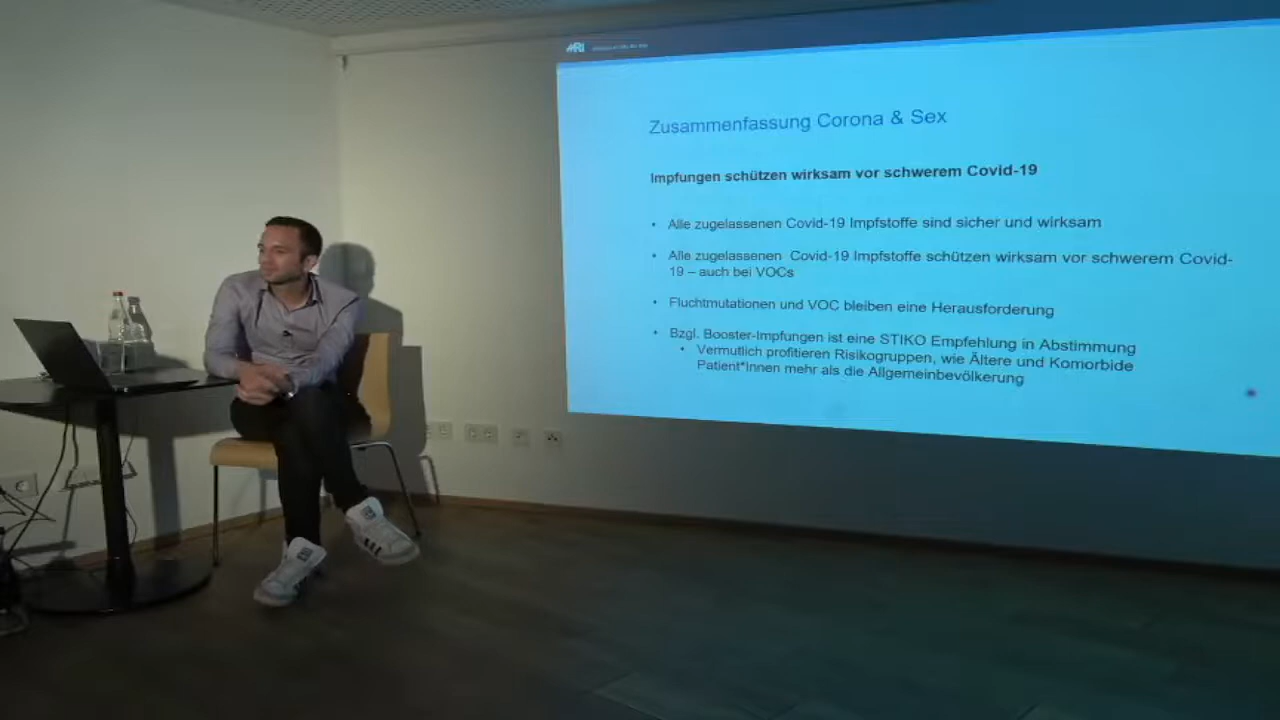 MRI
Zusammenfassung Corona & Sex
Impfungen schützen wirksam vor schwerem Covid-19
• Alle zugelassenen Covid-19 Impfstoffe sind sicher und wirksam
• Alle zugelassenen Covid-19 Impfstoffe schützen wirksam vor schwerem Covid-
19 – auch bei VOCs
• Fluchtmutationen und VOC bleiben eine Herausforderung
• Bzgl. Booster-Impfungen ist eine STIKO Empfehlung in Abstimmung
• Vermutlich profitieren Risikogruppen, wie Ältere und Komorbide
Patient*Innen mehr als die Allgemeinbevölkerung